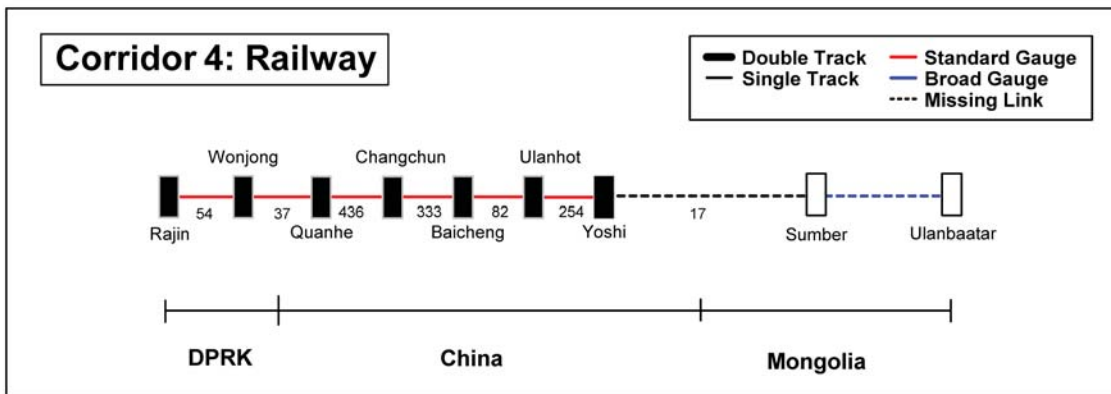 Corridor 4: Railway
Double Track
Single Track
Standard Gauge
Broad Gauge
Missing Link
Wonjong
Changchun
Ulanhot
54
37
436
333
82
254
17
Rajin
Quanhe
Baicheng
Yoshi
Sumber
Ulanbaatar
DPRK
China
Mongolia